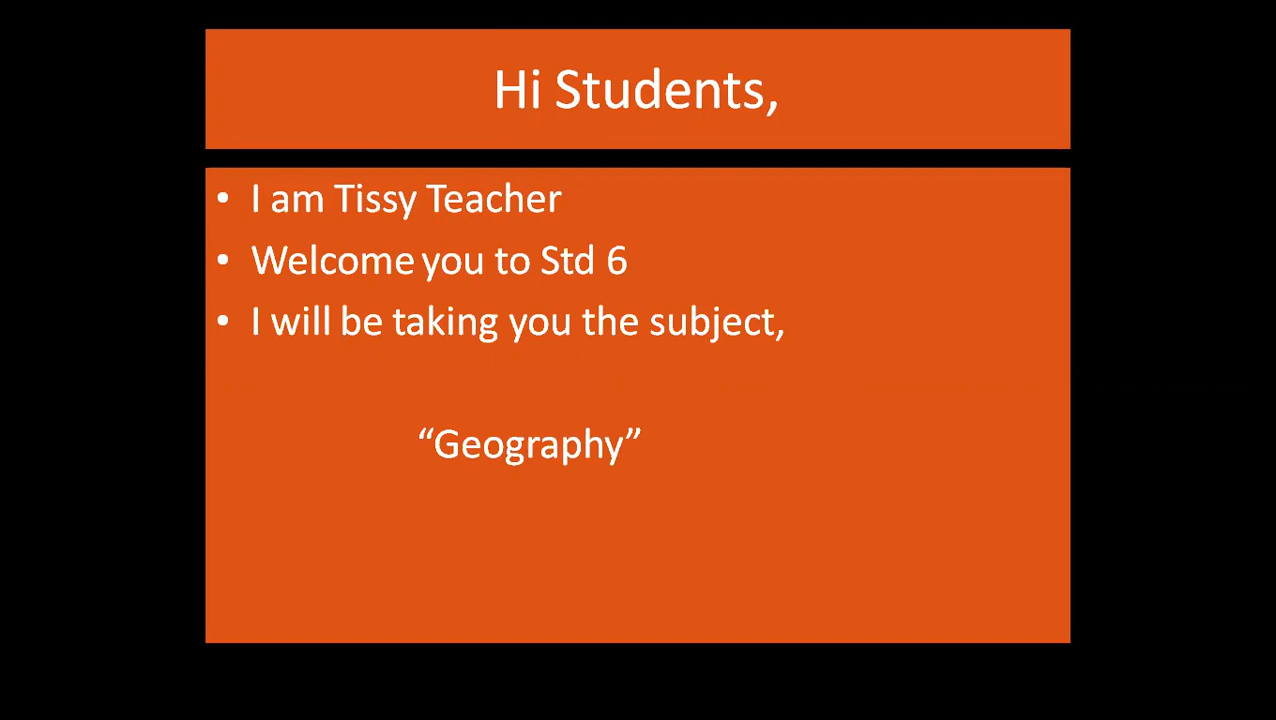 Hi Students,
• I am Tissy Teacher
• Welcome you to Std 6
• I will be taking you the subject,
“Geography”